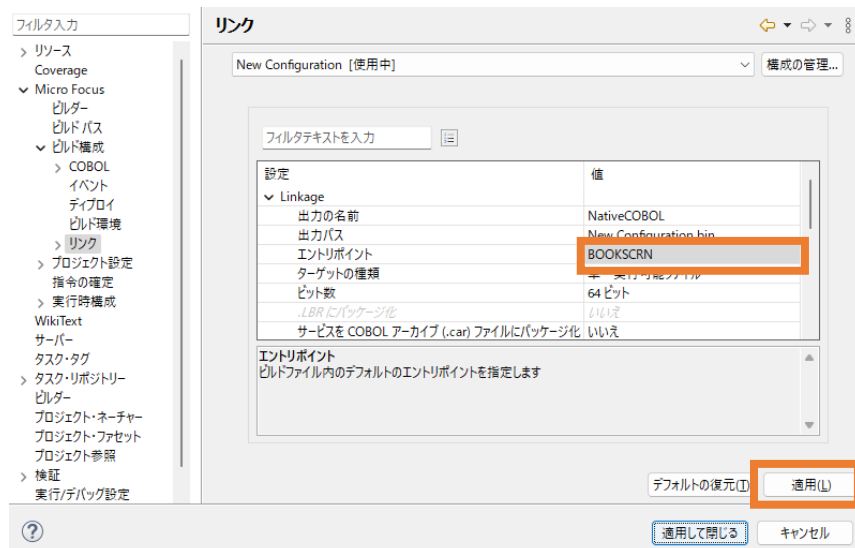 フィルタ入力
リソース
Coverage
Micro Focus
ビルダー
ビルド パス
ビルド構成
COBOL
イベント
ディプロイ
ビルド環境
リンク
プロジェクト設定
指令の確定
実行時構成
WikiText
サーバー
タスク・タグ
タスク・リポジトリー
ビルダー
プロジェクト・ネーチャー
プロジェクト・ファセット
プロジェクト参照
検証
実行/デバッグ設定
リンク
New Configuration [使用中]
構成の管理...
フィルタテキストを入力
設定 値
Linkage
出力の名前 NativeCOBOL
出力パス New Configuration.bin
エントリポイント BOOKSCRN
ターゲットの種類 単一実行可能ファイル
ビット数 64 ビット
.LBR にパッケージ化 いいえ
サービスを COBOL アーカイブ (.car) ファイルにパッケージ化 いいえ
エントリポイント
ビルドファイル内のデフォルトのエントリポイントを指定します
デフォルトの復元(T) 適用(L)
適用して閉じる キャンセル